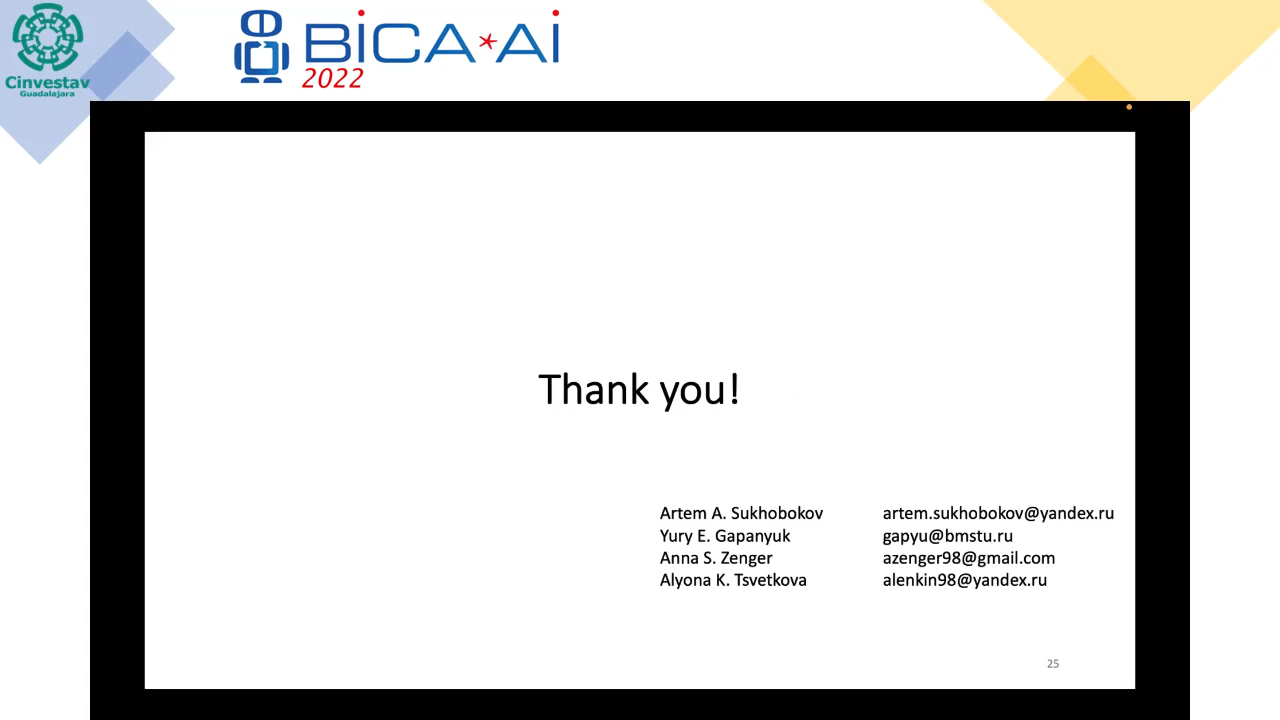 Cinvestav
Guadalajara
BiCA*Ai
2022
Thank you!
Artem A. Sukhobokov artem.sukhobokov@yandex.ru
Yury E. Gapanyuk gapyu@bmstu.ru
Anna S. Zenger azenger98@gmail.com
Alyona K. Tsvetkova alenkin98@yandex.ru
25